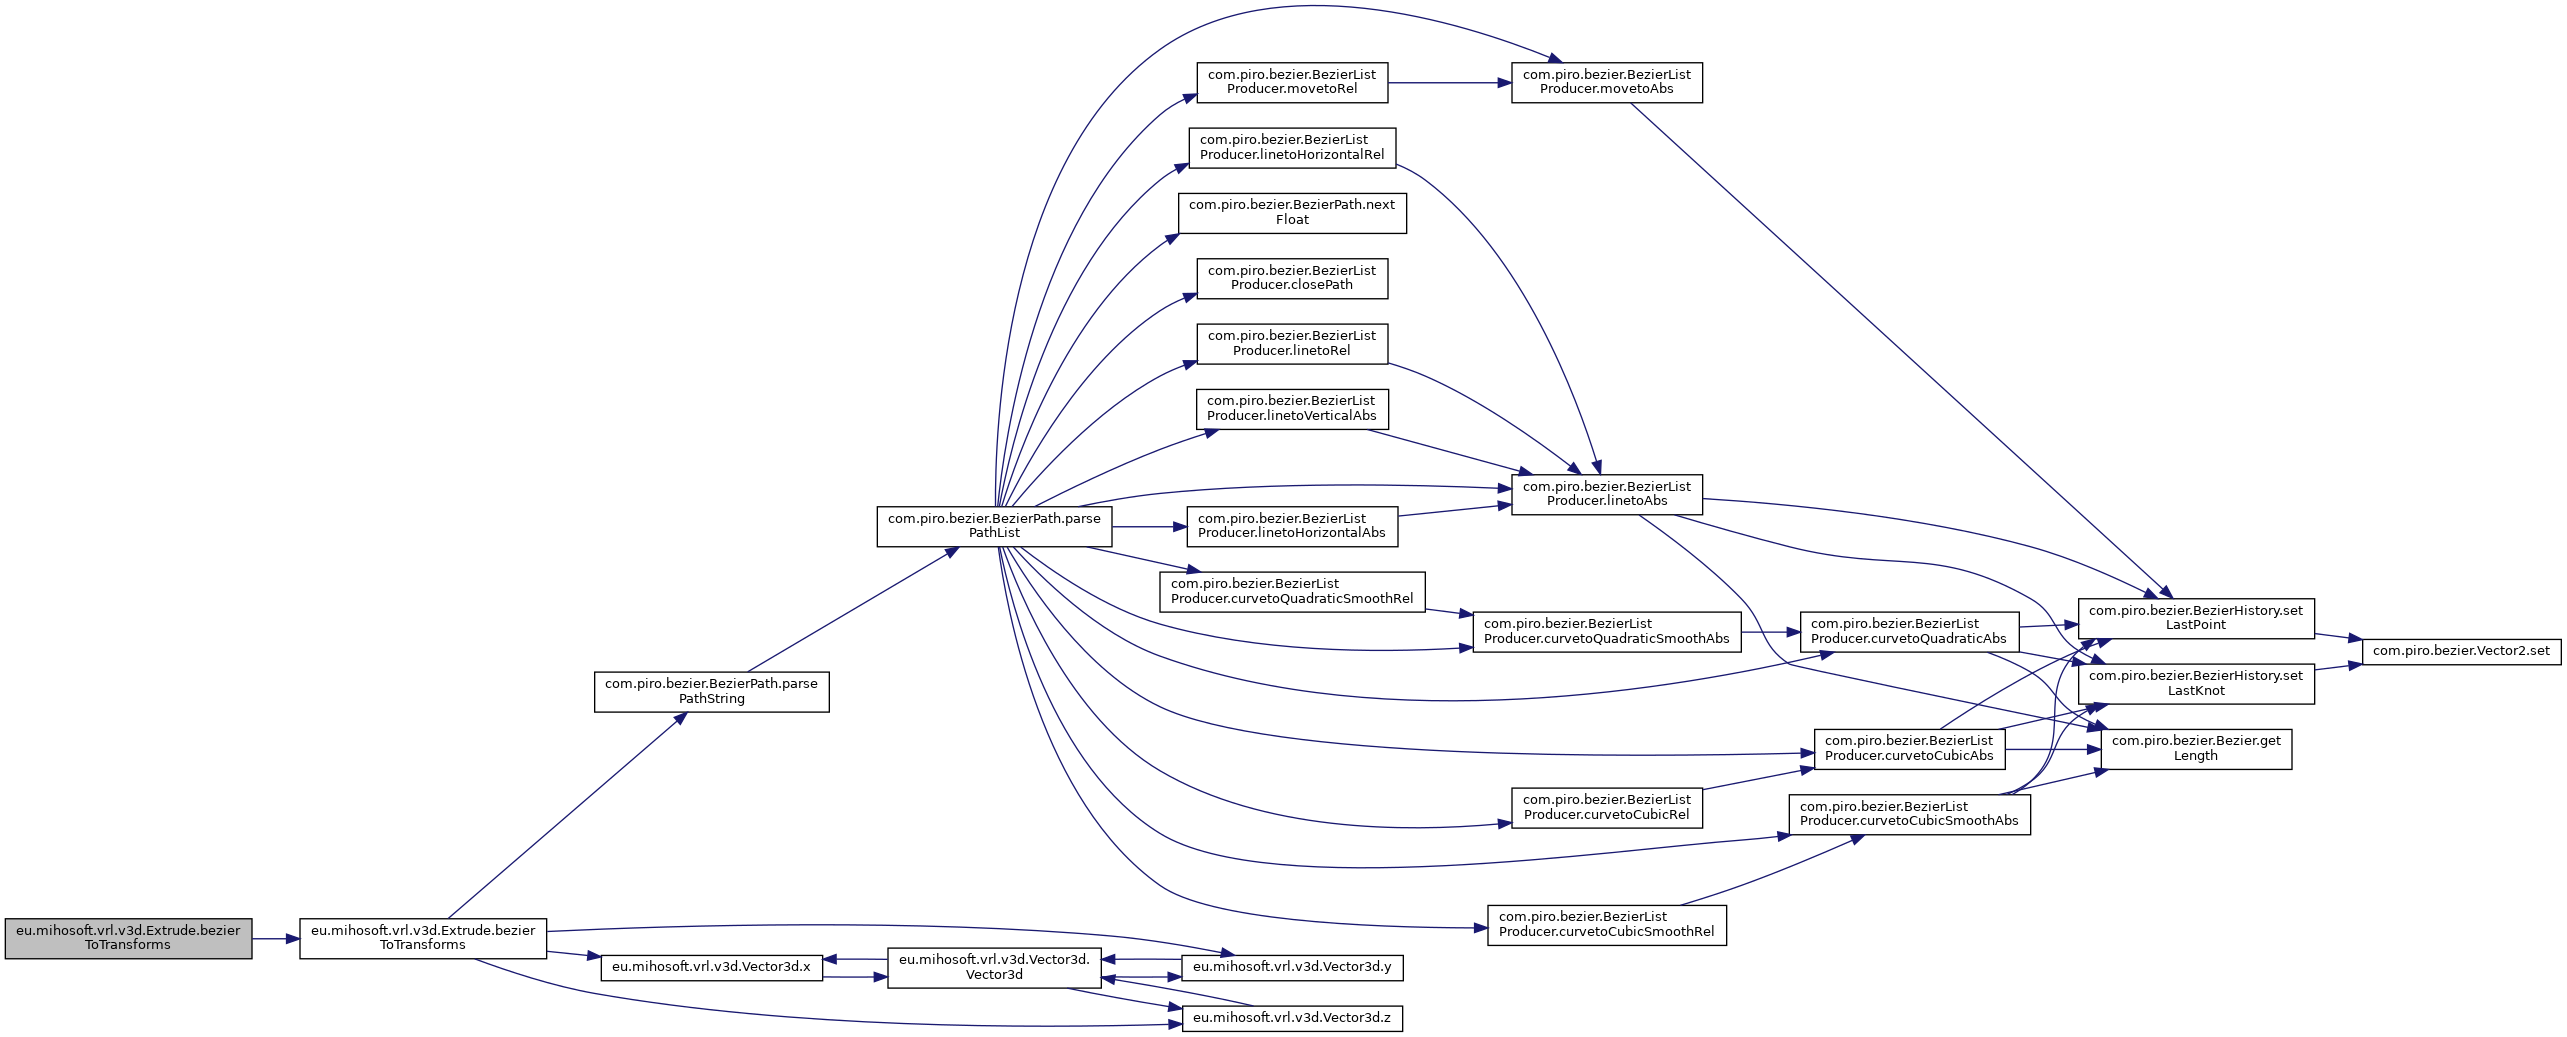 com.piro.bezier.BezierList
Producer.movetoRel
com.piro.bezier.BezierList
Producer.movetoAbs
com.piro.bezier.BezierList
Producer.linetoHorizontalRel
com.piro.bezier.BezierPath.next
Float
com.piro.bezier.BezierList
Producer.closePath
com.piro.bezier.BezierList
Producer.linetoRel
com.piro.bezier.BezierList
Producer.linetoVerticalAbs
com.piro.bezier.BezierList
Producer.linetoAbs
com.piro.bezier.BezierPath.parse
PathList
com.piro.bezier.BezierList
Producer.linetoHorizontalAbs
com.piro.bezier.BezierList
Producer.curvetoQuadraticSmoothRel
com.piro.bezier.BezierList
Producer.curvetoQuadraticSmoothAbs
com.piro.bezier.BezierList
Producer.curvetoQuadraticAbs
com.piro.bezier.BezierHistory.set
LastPoint
com.piro.bezier.Vector2.set
com.piro.bezier.BezierHistory.set
LastKnot
com.piro.bezier.BezierPath.parse
PathString
com.piro.bezier.BezierList
Producer.curvetoCubicAbs
com.piro.bezier.Bezier.get
Length
com.piro.bezier.BezierList
Producer.curvetoCubicRel
com.piro.bezier.BezierList
Producer.curvetoCubicSmoothAbs
com.piro.bezier.BezierList
Producer.curvetoCubicSmoothRel
eu.mihosoft.vrl.v3d.Extrude.bezier
ToTransforms
eu.mihosoft.vrl.v3d.Extrude.bezier
ToTransforms
eu.mihosoft.vrl.v3d.Vector3d.x
eu.mihosoft.vrl.v3d.Vector3d.
Vector3d
eu.mihosoft.vrl.v3d.Vector3d.y
eu.mihosoft.vrl.v3d.Vector3d.z